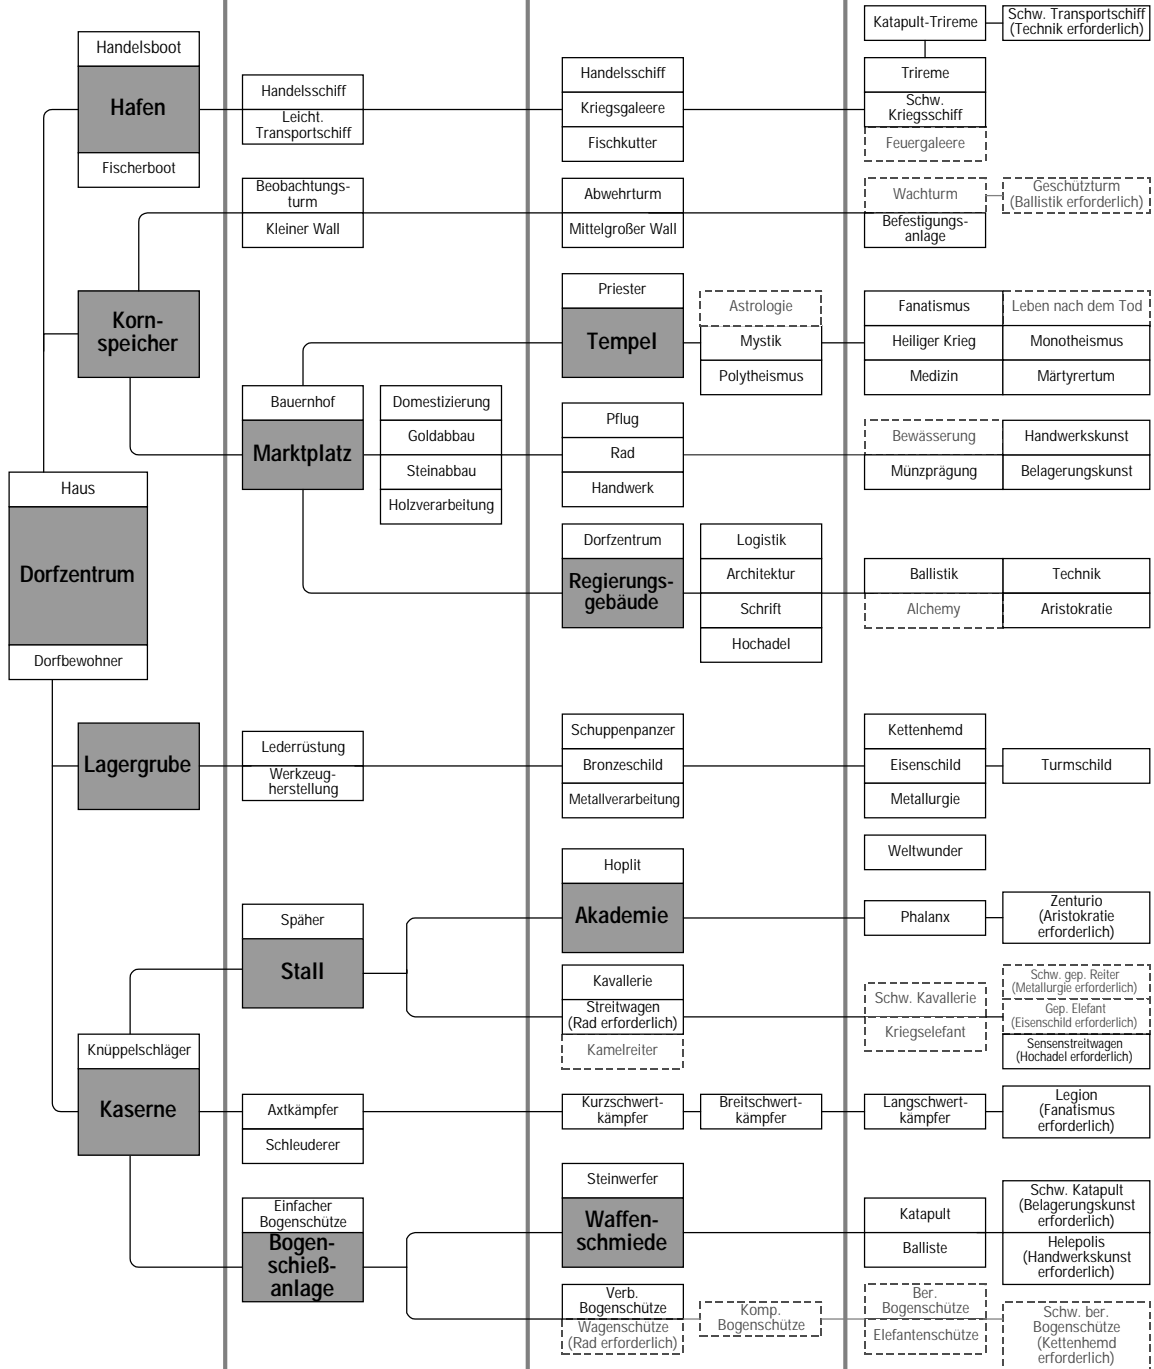 Katapult-Trireme
Schw. Transportschiff
(Technik erforderlich)
Handelsboot
Hafen
Fischerboot
Handelsschiff
Leicht.
Transportschiff
Handelsschiff
Kriegsgaleere
Fischkutter
Trireme
Schw.
Kriegsschiff
Feuergaleere
Beobachtungs-
turm
Kleiner Wall
Abwehrturm
Mittelgroßer Wall
Wachturm
Befestigungs-
anlage
Geschützturm
(Ballistik erforderlich)
Korn-
speicher
Priester
Tempel
Astrologie
Mystik
Polytheismus
Fanatismus
Leben nach dem Tod
Heiliger Krieg
Monotheismus
Medizin
Märtyrertum
Bauernhof
Marktplatz
Domestizierung
Goldabbau
Steinabbau
Holzverarbeitung
Pflug
Rad
Handwerk
Bewässerung
Handwerkskunst
Münzprägung
Belagerungskunst
Haus
Dorfzentrum
Dorfbewohner
Dorfzentrum
Regierungs-
gebäude
Logistik
Architektur
Schrift
Hochadel
Ballistik
Technik
Alchemy
Aristokratie
Lagergrube
Lederrüstung
Werkzeug-
herstellung
Schuppenpanzer
Bronzeschild
Metallverarbeitung
Kettenhemd
Eisenschild
Metallurgie
Turmschild
Weltwunder
Hoplit
Akademie
Phalanx
Zenturio
(Aristokratie
erforderlich)
Späher
Stall
Kavallerie
Streitwagen
(Rad erforderlich)
Kamelreiter
Schw. Kavallerie
Kriegselefant
Schw. gep. Reiter
(Metallurgie erforderlich)
Gep. Elefant
(Eisenschild erforderlich)
Sensenstreitwagen
(Hochadel erforderlich)
Knüppelschläger
Kaserne
Axtkämpfer
Schleuderer
Kurzschwert-
kämpfer
Breitschwert-
kämpfer
Langschwert-
kämpfer
Legion
(Fanatismus
erforderlich)
Einfacher
Bogenschütze
Bogen-
schieß-
anlage
Steinwerfer
Waffen-
schmiede
Katapult
Balliste
Schw. Katapult
(Belagerungskunst
erforderlich)
Helepolis
(Handwerkskunst
erforderlich)
Verb.
Bogenschütze
Wagenschütze
(Rad erforderlich)
Komp.
Bogenschütze
Ber.
Bogenschütze
Elefantenschütze
Schw. ber.
Bogenschütze
(Kettenhemd
erforderlich)